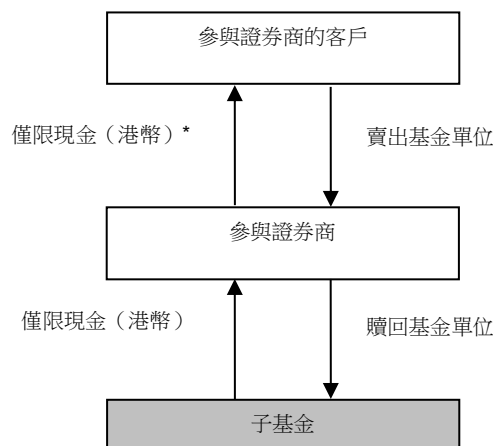 參與證券商的客戶
僅限現金（港幣）*
賣出基金單位
參與證券商
僅限現金（港幣）
贖回基金單位
子基金